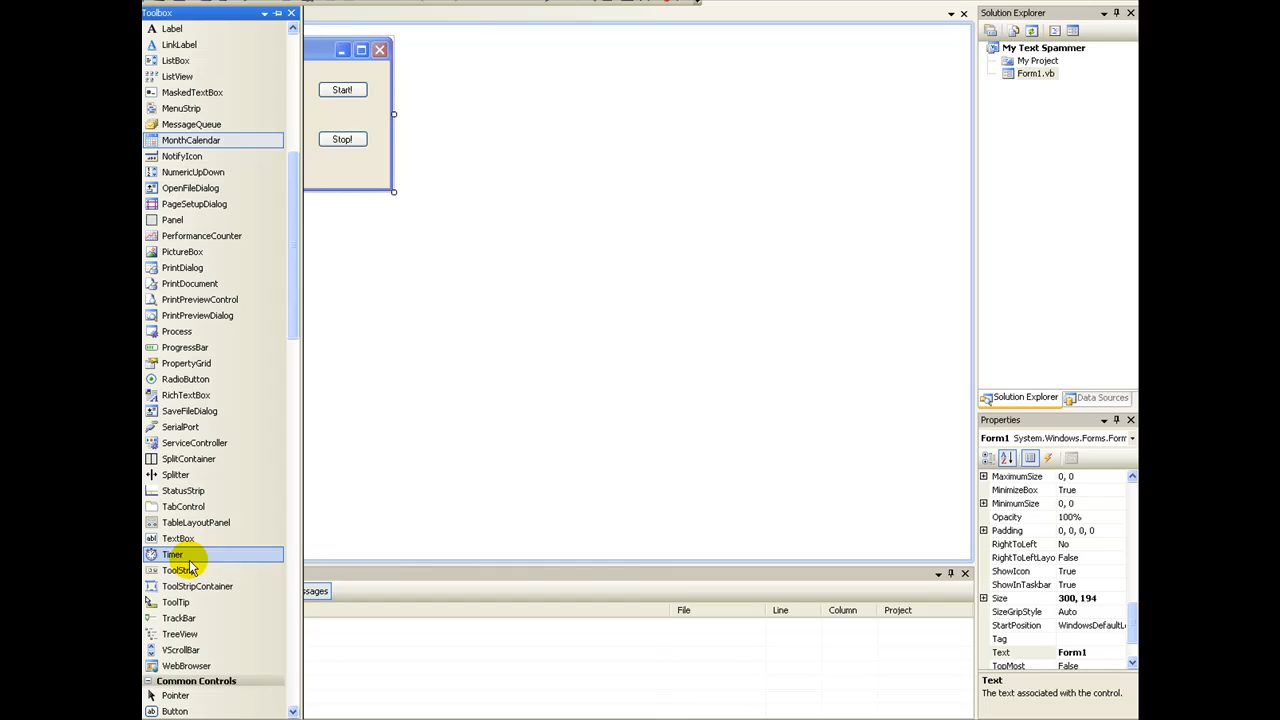 Toolbox
Label
LinkLabel
ListBox
ListView
MaskedTextBox
MenuStrip
MessageQueue
MonthCalendar
NotifyIcon
NumericUpDown
OpenFileDialog
PageSetupDialog
Panel
PerformanceCounter
PictureBox
PrintDialog
PrintDocument
PrintPreviewControl
PrintPreviewDialog
Process
ProgressBar
PropertyGrid
RadioButton
RichTextBox
SaveFileDialog
SerialPort
ServiceController
SplitContainer
Splitter
StatusStrip
TabControl
TableLayoutPanel
TextBox
Timer
ToolStrip
ToolStripContainer
ToolTip
TrackBar
TreeView
VScrollBar
WebBrowser
Common Controls
Pointer
Button
Start!
Stop!
ssages
File Line Column Project
Solution Explorer
My Text Spammer
My Project
Form1.vb
Solution Explorer Data Sources
Properties
Form1 System.Windows.Forms.Form
MaximumSize 0, 0
MinimizeBox True
MinimumSize 0, 0
Opacity 100%
Padding 0, 0, 0, 0
RightToLeft No
RightToLeftLayo False
ShowIcon True
ShowInTaskbar True
Size 300, 194
SizeGripStyle Auto
StartPosition WindowsDefaultLo
Tag
Text Form1
TopMost False
Text
The text associated with the control.